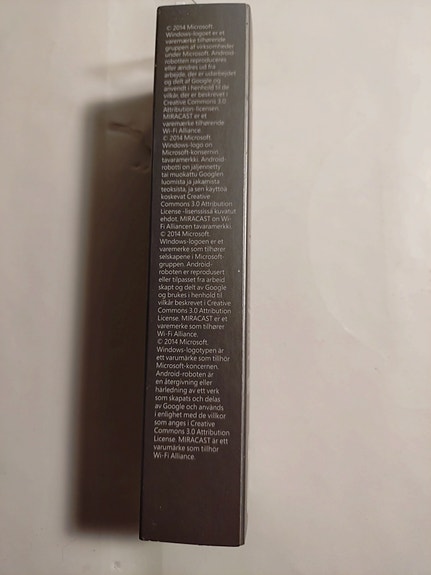 © 2014 Microsoft.
Windows-logoet er et
varemærke tilhørende
gruppen af virksomheder
under Microsoft. Android-
robotten reproduceres
eller ændres ud fra
arbejde, der er udarbejdet
og delt af Google og
anvendt i henhold til de
vilkår, der er beskrevet i
Creative Commons 3.0
Attribution-licensen.
MIRACAST er et
varemærke tilhørende
Wi-Fi Alliance.
© 2014 Microsoft.
Windows-logo on
Microsoft-konsernin
tavaramerkki. Android-
robotti on jäljennetty
tai muokattu Googlen
luomista ja jakamista
teoksista, ja sen käyttöä
koskevat Creative
Commons 3.0 Attribution
License -lisenssissä kuvatut
ehdot. MIRACAST on Wi-
Fi Alliancen tavaramerkki.
© 2014 Microsoft.
Windows-logoen er et
varemerke som tilhører
selskapene i Microsoft-
gruppen. Android-
roboten er reprodusert
eller tilpasset fra arbeid
skapt og delt av Google
og brukes i henhold til
vilkår beskrevet i Creative
Commons 3.0 Attribution
License. MIRACAST er et
varemerke som tilhører
Wi-Fi Alliance.
© 2014 Microsoft.
Windows-logotypen är
ett varumärke som tillhör
Microsoft-koncernen.
Android-roboten är
en återgivning eller
härledning av ett verk
som skapats och delas
av Google och används
i enlighet med de villkor
som anges i Creative
Commons 3.0 Attribution
License. MIRACAST är ett
varumärke som tillhör
Wi-Fi Alliance.